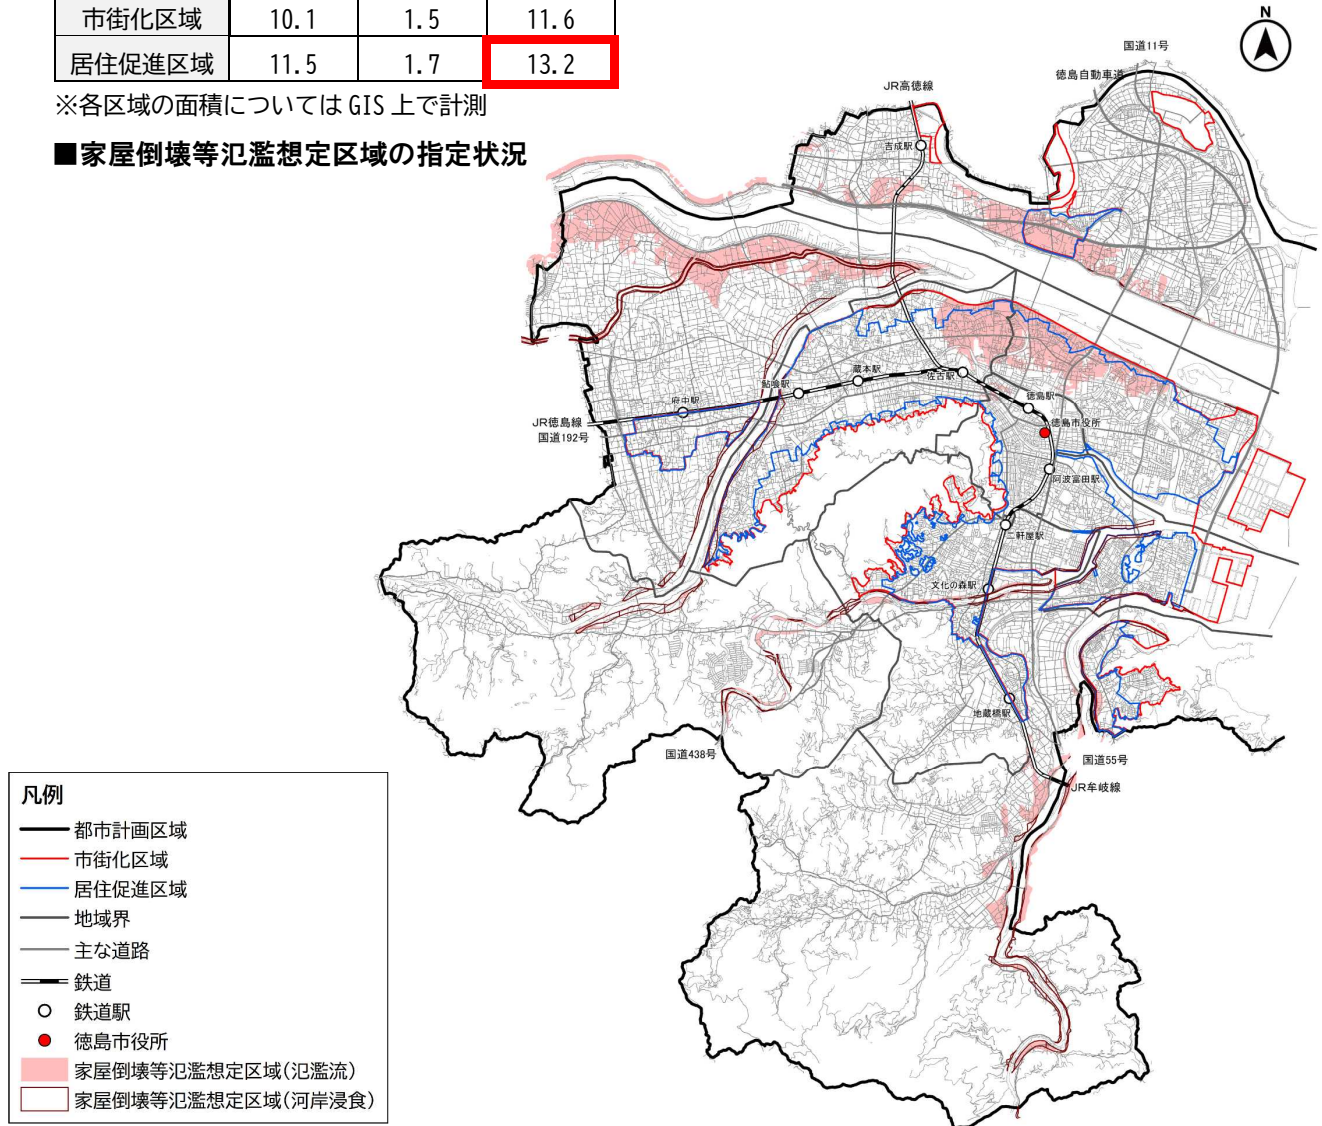 市街化区域 10.1 1.5 11.6
居住促進区域 11.5 1.7 13.2
※各区域の面積についてはGIS上で計測
■家屋倒壊等氾濫想定区域の指定状況
N
国道11号
徳島自動車道
JR高徳線
吉成駅
鮎喰駅
蔵本駅
佐古駅
府中駅
徳島駅
JR徳島線
国道192号
徳島市役所
阿波富田駅
二軒屋駅
文化の森駅
地蔵橋駅
国道438号
国道55号
JR牟岐線
凡例
都市計画区域
市街化区域
居住促進区域
地域界
主な道路
鉄道
鉄道駅
徳島市役所
家屋倒壊等氾濫想定区域(氾濫流)
家屋倒壊等氾濫想定区域(河岸浸食)